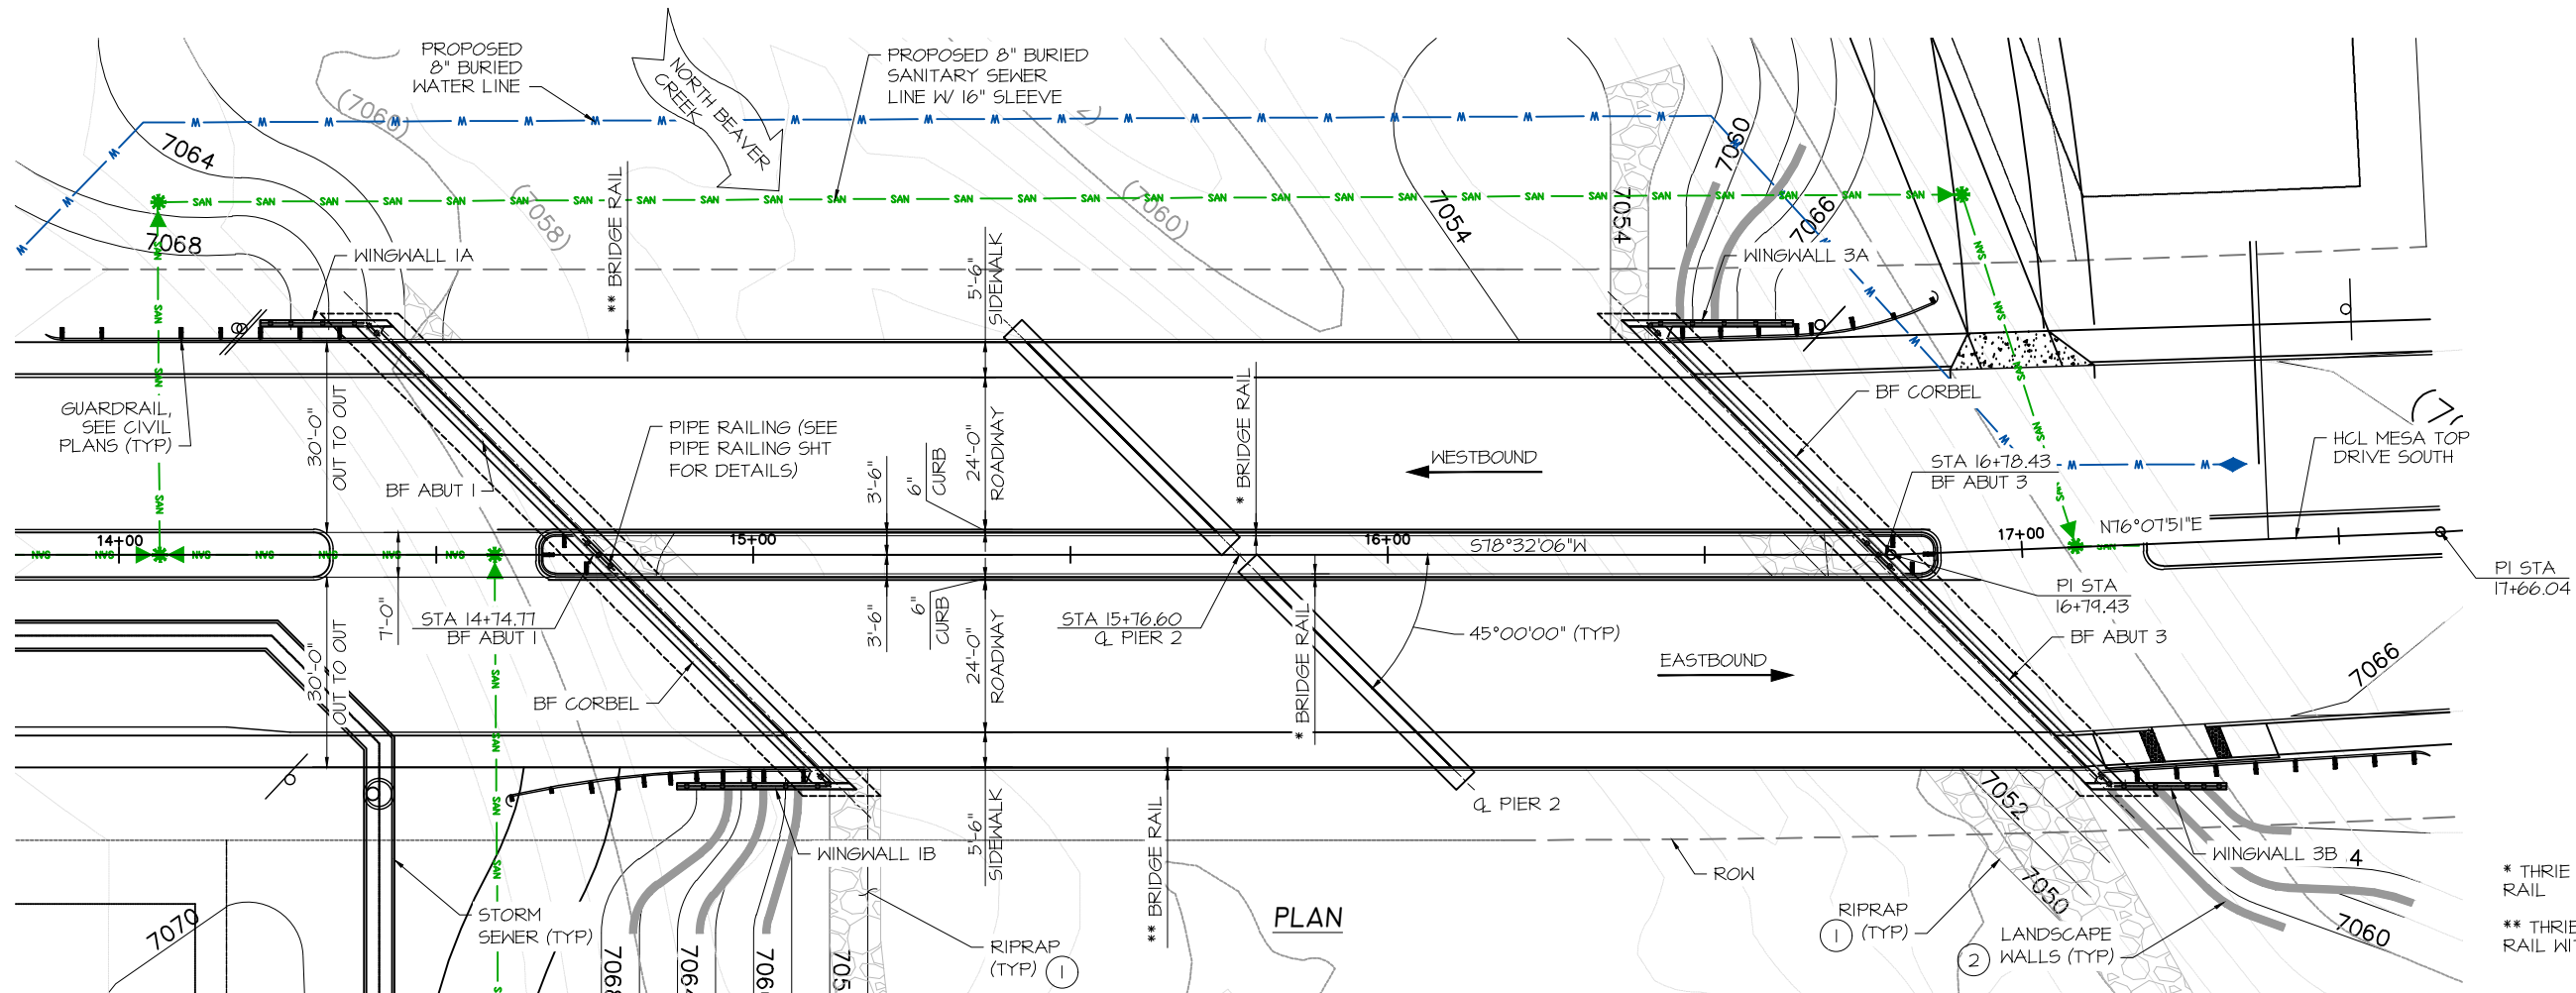 PROPOSED
8" BURIED
WATER LINE
NORTH BEAVER
CREEK
PROPOSED 8" BURIED
SANITARY SEWER
LINE W/ 16" SLEEVE
(7060)
7064
7068
(7058)
(7060)
7054
7054
7060
7066
WINGWALL 1A
** BRIDGE RAIL
5'-6"
SIDEWALK
WINGWALL 3A
GUARDRAIL,
SEE CIVIL
PLANS (TYP)
30'-0"
OUT TO OUT
BF ABUT 1
PIPE RAILING (SEE
PIPE RAILING SHT
FOR DETAILS)
3'-6"
6"
CURB
24'-0"
ROADWAY
* BRIDGE RAIL
WESTBOUND
BF CORBEL
STA 16+78.43
BF ABUT 3
HCL MESA TOP
DRIVE SOUTH
14+00
15+00
16+00
S78°32'06"W
17+00
N76°07'51"E
PI STA
17+66.04
PI STA
16+79.43
7'-0"
STA 14+74.77
BF ABUT 1
3'-6"
6"
CURB
24'-0"
ROADWAY
STA 15+76.60
℄ PIER 2
* BRIDGE RAIL
45°00'00" (TYP)
EASTBOUND
BF ABUT 3
7066
30'-0"
OUT TO OUT
BF CORBEL
℄ PIER 2
5'-6"
SIDEWALK
** BRIDGE RAIL
WINGWALL 1B
ROW
7052
7050
WINGWALL 3B
4
7060
7070
STORM
SEWER (TYP)
7068
7064
706
705
RIPRAP
(TYP) 1
PLAN
RIPRAP
1 (TYP)
LANDSCAPE
2 WALLS (TYP)
* THRIE
RAIL
** THRIE
RAIL WIT